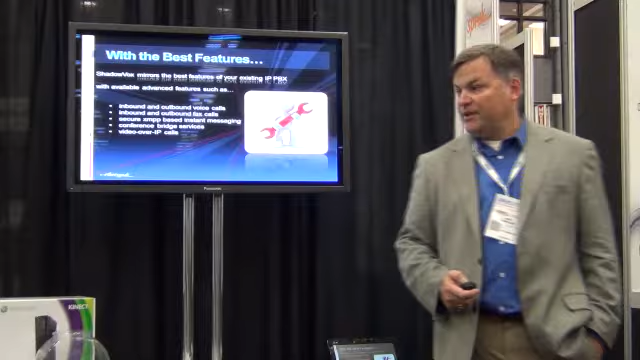 With the Best Features...
ShadowVox mirrors the best features of your existing IP PBX
with available advanced features such as...
• inbound and outbound voice calls
• inbound and outbound fax calls
• secure xmpp based instant messaging
• conference bridge services
• video-over-IP calls
Panasonic
KINECT